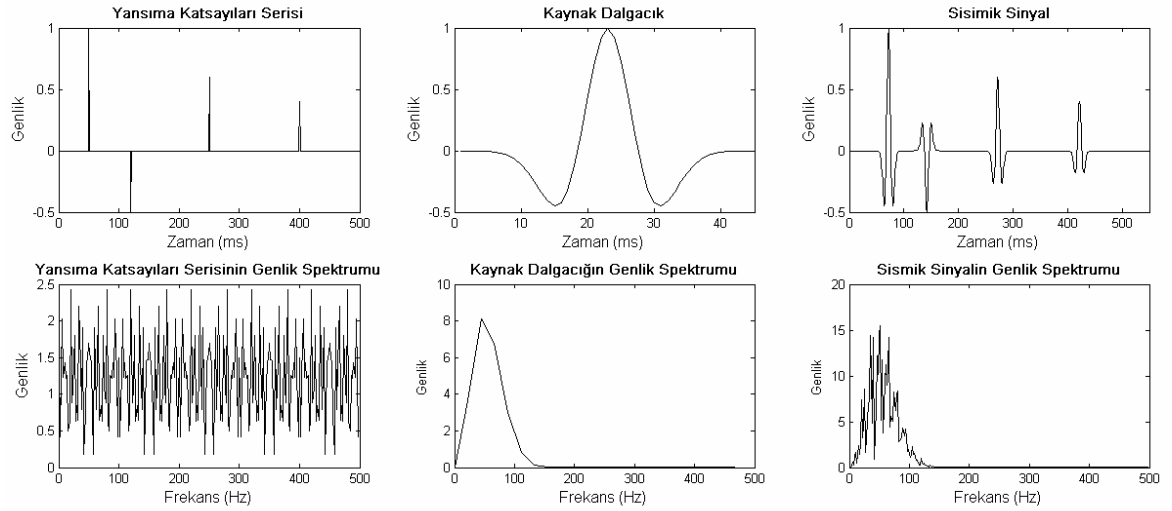 Yansıma Katsayıları Serisi
1
0.5
0
-0.5
Genlik
0 100 200 300 400 500
Zaman (ms)
Kaynak Dalgacık
1
0.5
0
-0.5
Genlik
0 10 20 30 40
Zaman (ms)
Sisimik Sinyal
1
0.5
0
-0.5
Genlik
0 100 200 300 400 500
Zaman (ms)
Yansıma Katsayıları Serisinin Genlik Spektrumu
2.5
2
1.5
1
0.5
0
Genlik
0 100 200 300 400 500
Frekans (Hz)
Kaynak Dalgacığın Genlik Spektrumu
10
8
6
4
2
0
Genlik
0 100 200 300 400 500
Frekans (Hz)
Sismik Sinyalin Genlik Spektrumu
20
15
10
5
0
Genlik
0 100 200 300 400 500
Frekans (Hz)